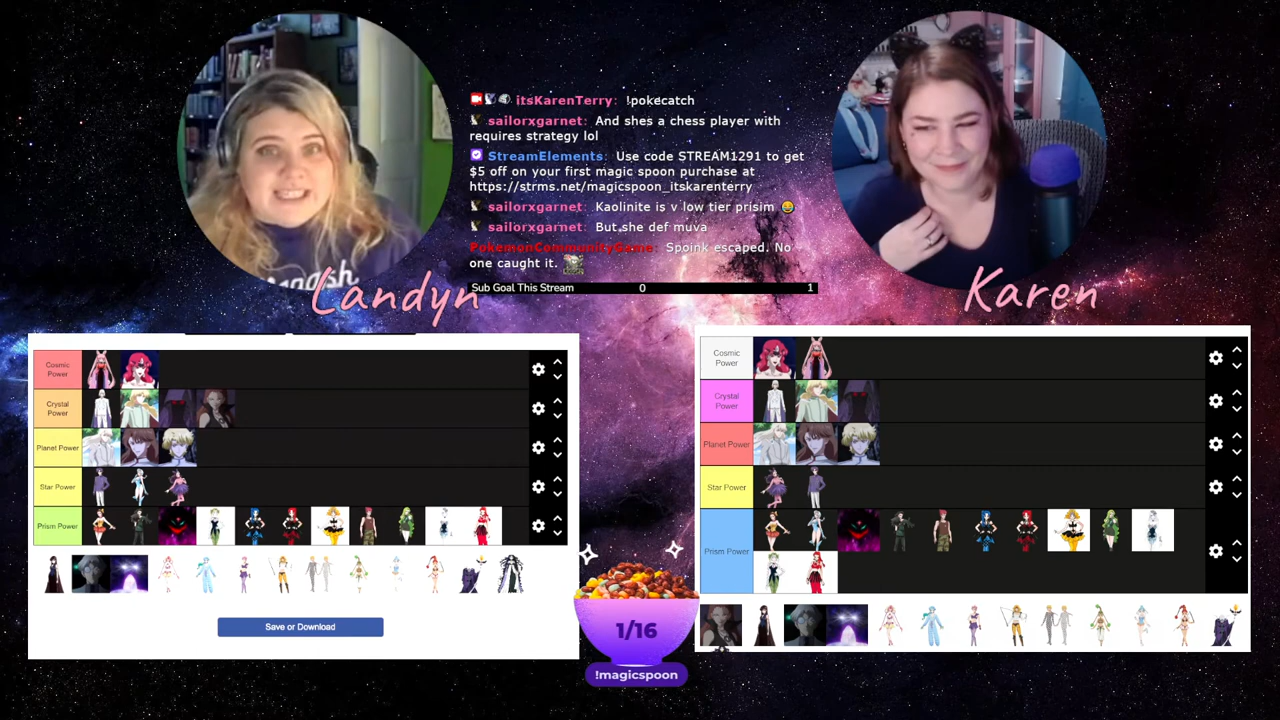 itsKarenTerry: !pokecatch
sailorxgarnet: And shes a chess player with
requires strategy lol
StreamElements: Use code STREAM1291 to get
$5 off on your first magic spoon purchase at
https://strms.net/magicspoon_itskarenterry
sailorxgarnet: Kaolinite is v low tier prisim 😂
sailorxgarnet: But she def muva
PokemonCommunityGame: Spoink escaped. No
one caught it.
Sub Goal This Stream 0 1
Landyn
Karen
Cosmic
Power
Crystal
Power
Planet Power
Star Power
Prism Power
Save or Download
Cosmic
Power
Crystal
Power
Planet Power
Star Power
Prism Power
1/16
!magicspoon